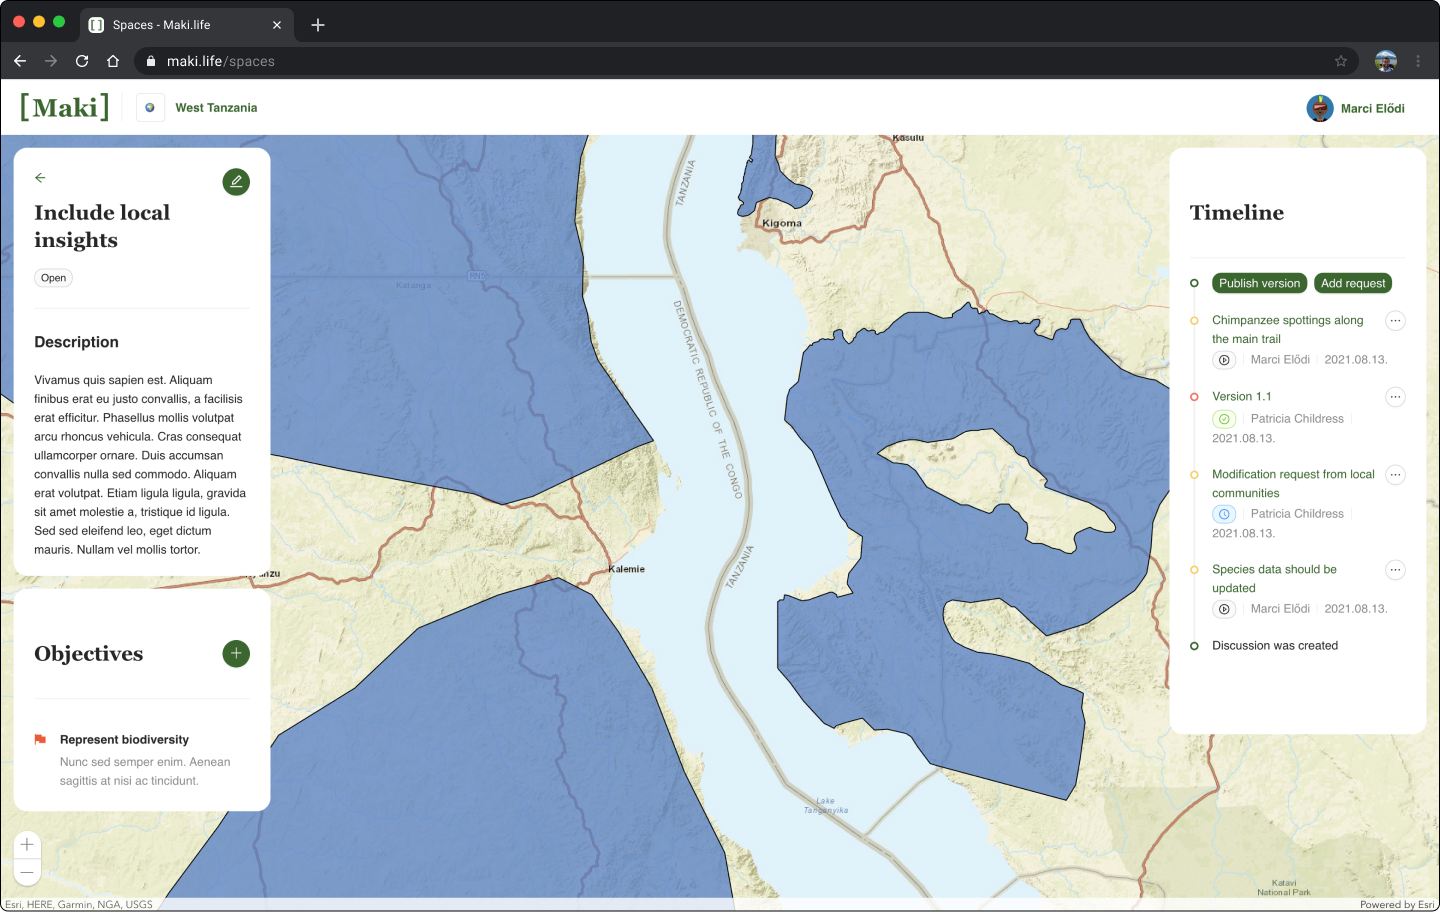 Spaces - Maki.life
maki.life/spaces
[Maki]
West Tanzania
Marci Elődi
Include local
insights
Open
Description
Vivamus quis sapien est. Aliquam
finibus erat eu justo convallis, a facilisis
erat efficitur. Phasellus mollis volutpat
arcu rhoncus vehicula. Cras consequat
ullamcorper ornare. Duis accumsan
convallis nulla sed commodo. Aliquam
erat volutpat. Etiam ligula ligula, gravida
sit amet molestie a, tristique id ligula.
Sed sed eleifend leo, eget dictum
mauris. Nullam vel mollis tortor.
Objectives
Represent biodiversity
Nunc sed semper enim. Aenean
sagittis at nisi ac tincidunt.
Katanga
TANZANIA
Kasulu
Kigoma
DEMOCRATIC REPUBLIC OF THE CONGO
TANZANIA
Kalemie
Lake
Tanganyika
Katavi
National Park
Timeline
Publish version
Add request
Chimpanzee spottings along
the main trail
Marci Elődi
2021.08.13.
Version 1.1
Patricia Childress
2021.08.13.
Modification request from local
communities
Patricia Childress
2021.08.13.
Species data should be
updated
Marci Elődi
2021.08.13.
Discussion was created
Esri, HERE, Garmin, NGA, USGS
Powered by Esri